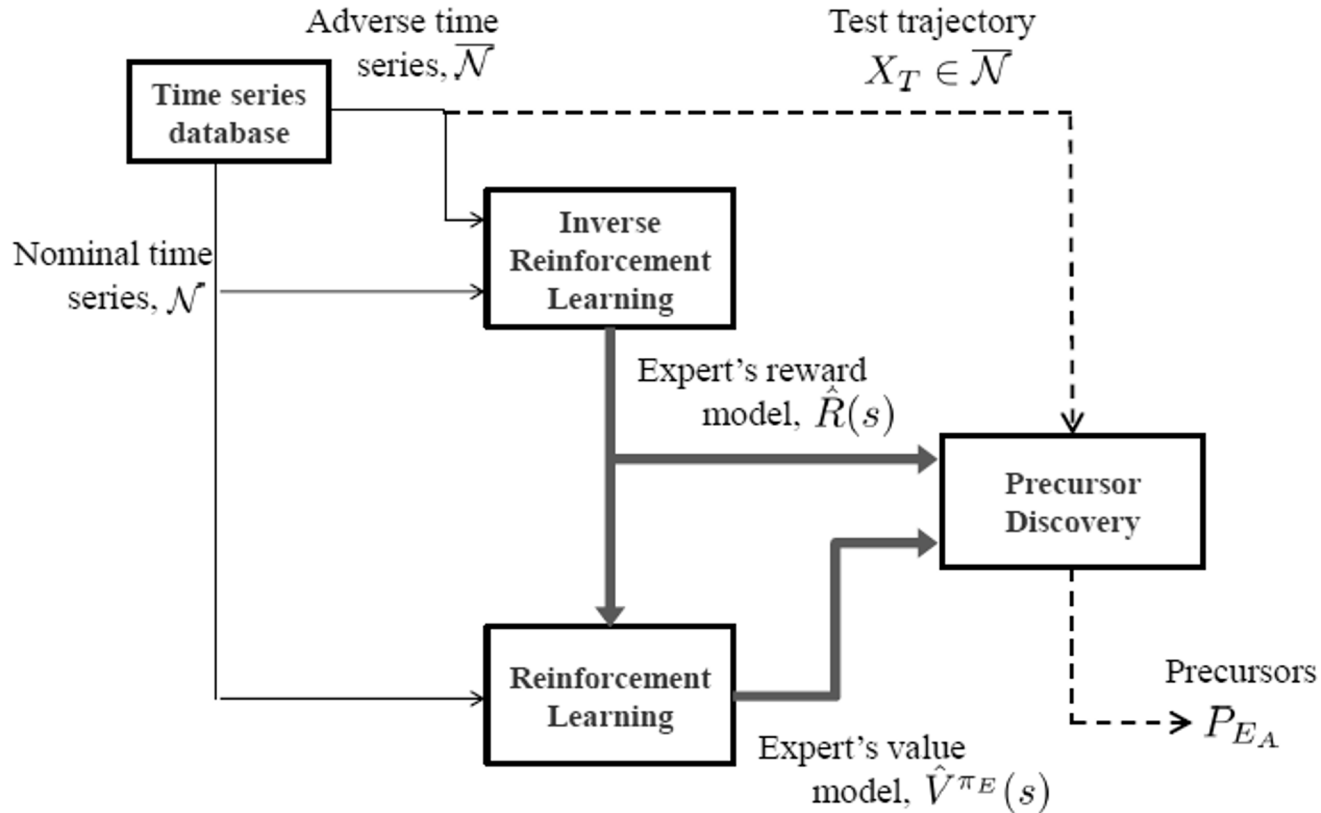 Adverse time
series, $\overline{\mathcal{N}}$
Test trajectory
$X_T \in \overline{\mathcal{N}}$
Time series
database
Inverse
Reinforcement
Learning
Nominal time
series, $\mathcal{N}$
Expert's reward
model, $\hat{R}(s)$
Precursor
Discovery
Reinforcement
Learning
Precursors
$P_{E_A}$
Expert's value
model, $\hat{V}^{\pi_E}(s)$